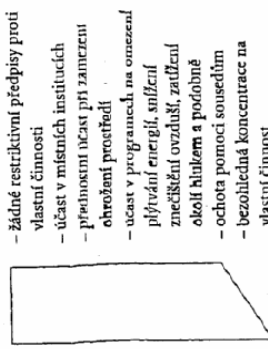 – žádné restriktivní předpisy proti
vlastní činnosti
– účast v místních institucích
– přednostní účast při zamezení
ohrožení prostředí
– účast v programech na omezení
plýtvání energií, snížení
znečištění ovzduší, zatížení
okolí hlukem a podobně
– ochota pomoci sousedům
– bezohledná koncentrace na
vlastní činnost